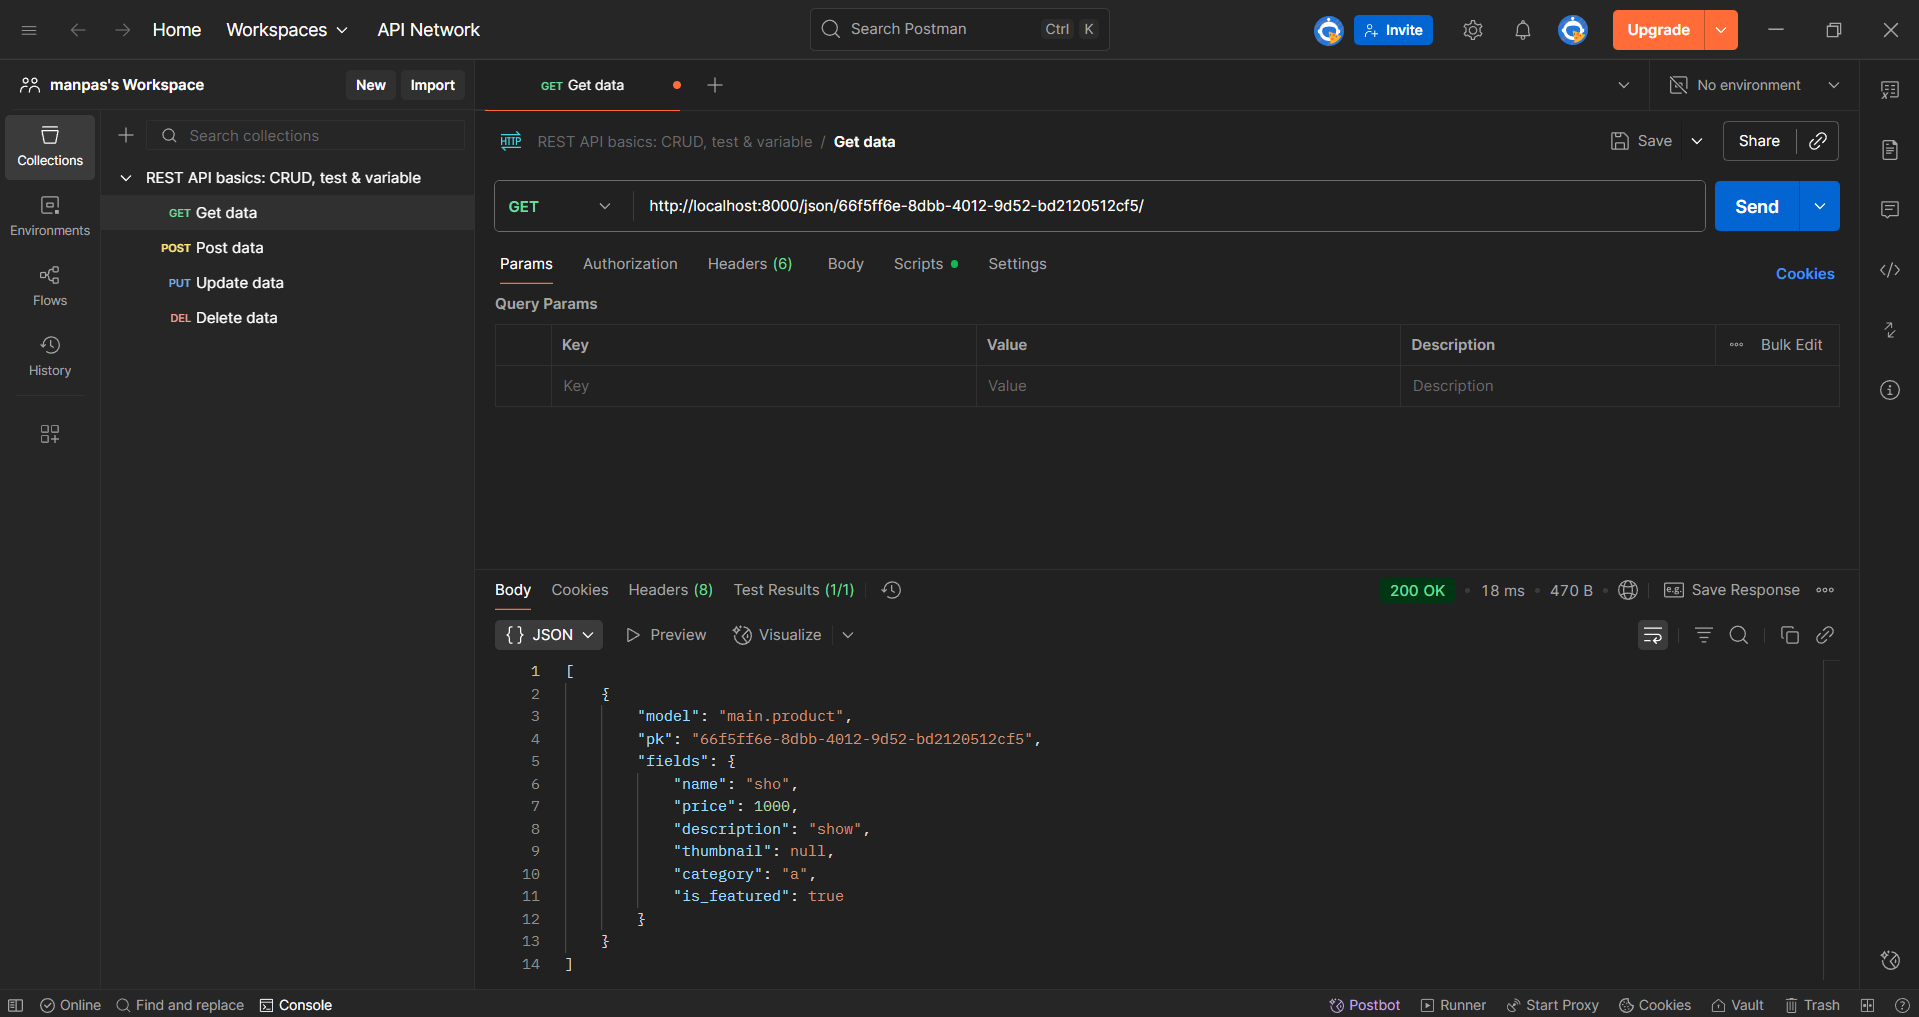 Home Workspaces API Network Search Postman Ctrl K Invite Upgrade
manpas's Workspace New Import
GET Get data No environment
Collections
Environments
Flows
History
Search collections
REST API basics: CRUD, test & variable
GET Get data
POST Post data
PUT Update data
DEL Delete data
HTTP REST API basics: CRUD, test & variable / Get data Save Share
GET http://localhost:8000/json/66f5ff6e-8dbb-4012-9d52-bd2120512cf5/ Send
Params Authorization Headers (6) Body Scripts Settings Cookies
Query Params
Key Value Description Bulk Edit
Key Value Description
Body Cookies Headers (8) Test Results (1/1) 200 OK 18 ms 470 B e.g. Save Response
{} JSON Preview Visualize
1 [
2 {
3 "model": "main.product",
4 "pk": "66f5ff6e-8dbb-4012-9d52-bd2120512cf5",
5 "fields": {
6 "name": "sho",
7 "price": 1000,
8 "description": "show",
9 "thumbnail": null,
10 "category": "a",
11 "is_featured": true
12 }
13 }
14 ]
Online Find and replace Console Postbot Runner Start Proxy Cookies Vault Trash